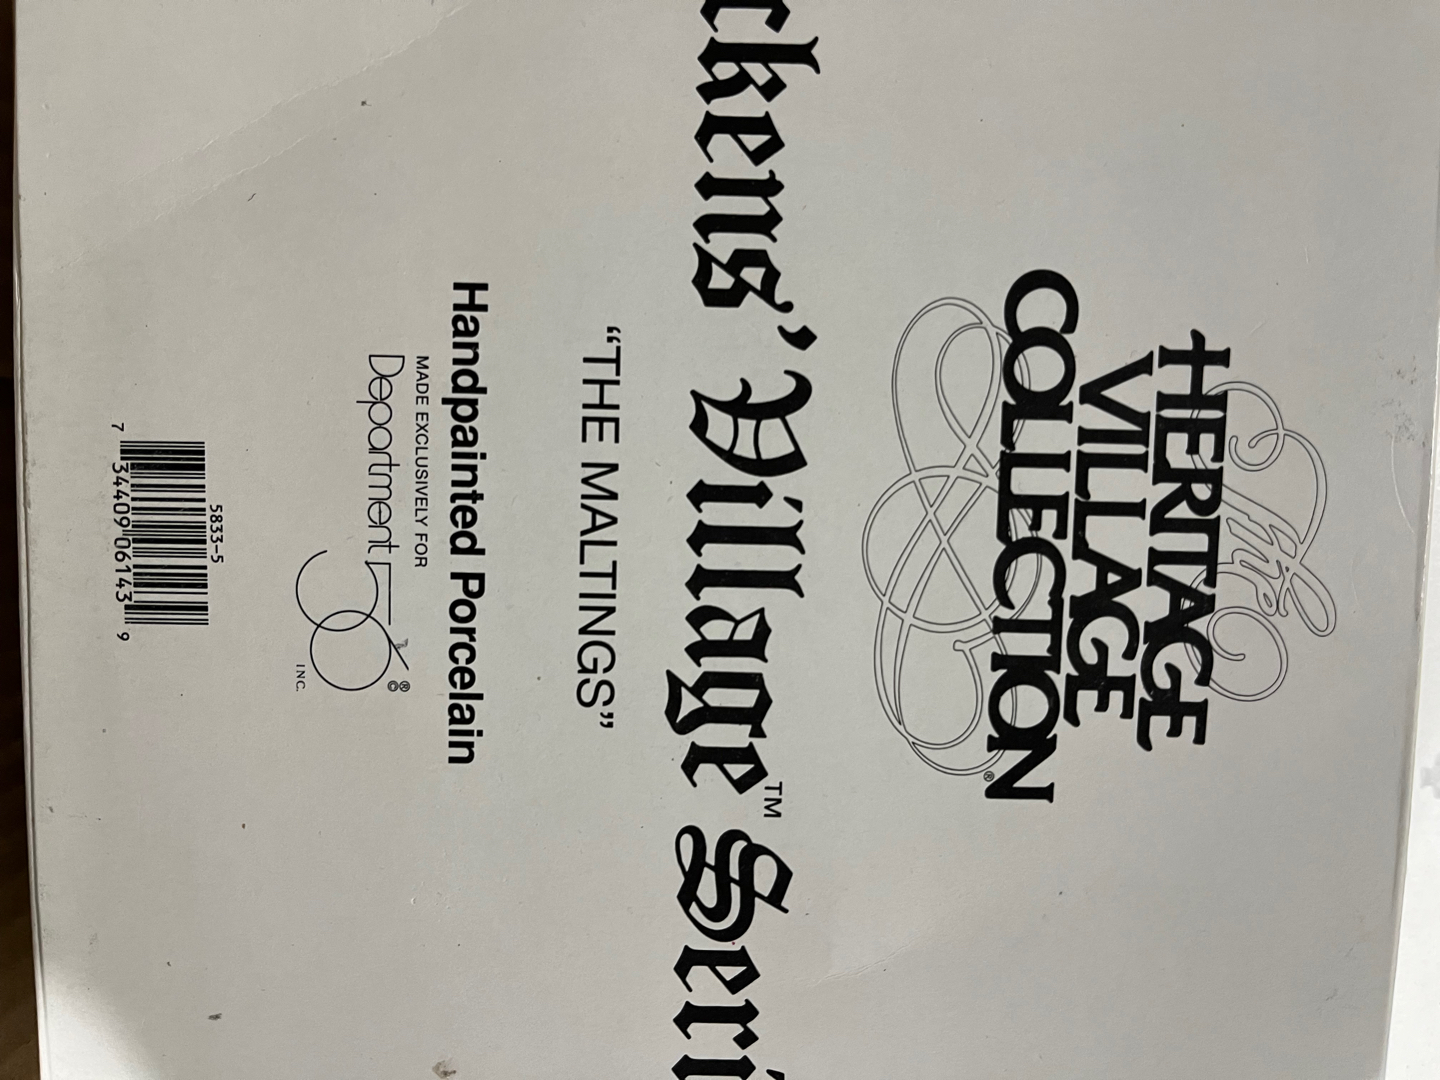 The
HERITAGE
VILLAGE
COLLECTION®
ckens' Village™ Seri
“THE MALTINGS”
Handpainted Porcelain
MADE EXCLUSIVELY FOR
Department 56 ®©
INC.
5833-5
7 34409 06143 9